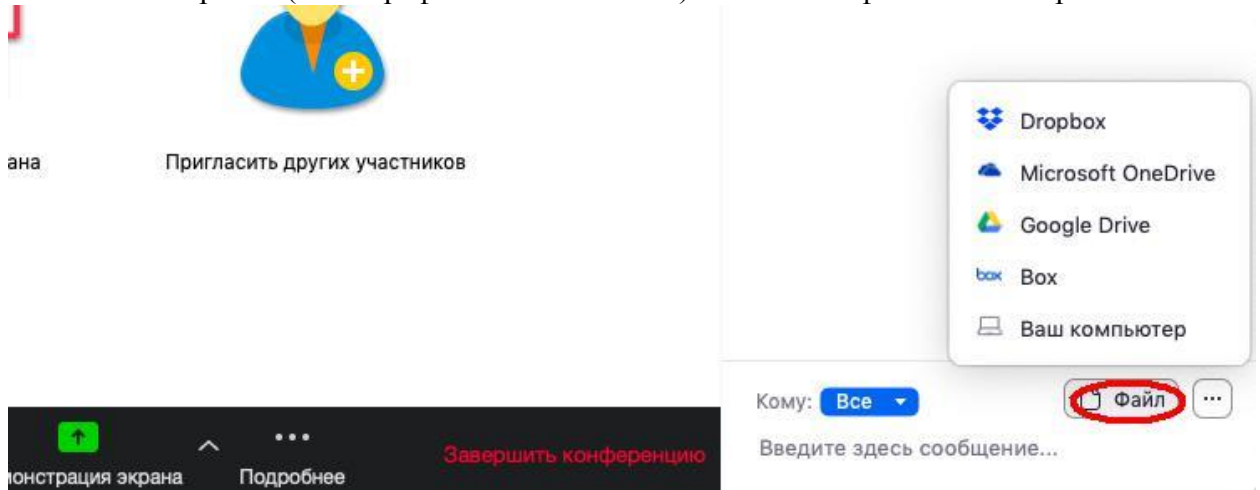 ана
Пригласить других участников
онстрация экрана
Подробнее
Завершить конференцию
Dropbox
Microsoft OneDrive
Google Drive
box Box
Ваш компьютер
Кому: Все
Файл
Введите здесь сообщение...